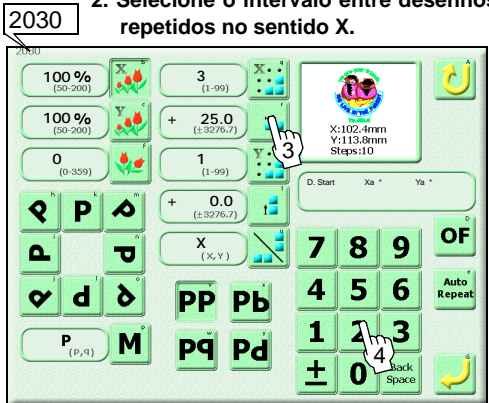 2. Selecione o intervalo entre desenhos
repetidos no sentido X.
2030
2030
100 %
(50-200)
X
b
3
(1-99)
X
e
A
100 %
(50-200)
Y
c
+ 25.0
(±3276.7)
f
3
X:102.4mm
Y:113.8mm
Steps:10
0
(0-359)
d
1
(1-99)
Y
D. Start Xa + Ya +
h
P
k
P
m
P
+ 0.0
(±3276.7)
i
P
n
P
X
(X,Y)
u
7 8 9
D
OF
j
P
l
P
o
P
v
PP
PP
4 5 6
Auto
Repeat
P
(P,q)
p
M
w
PP
PP
1 2 3
4
± 0 Back
Space
G